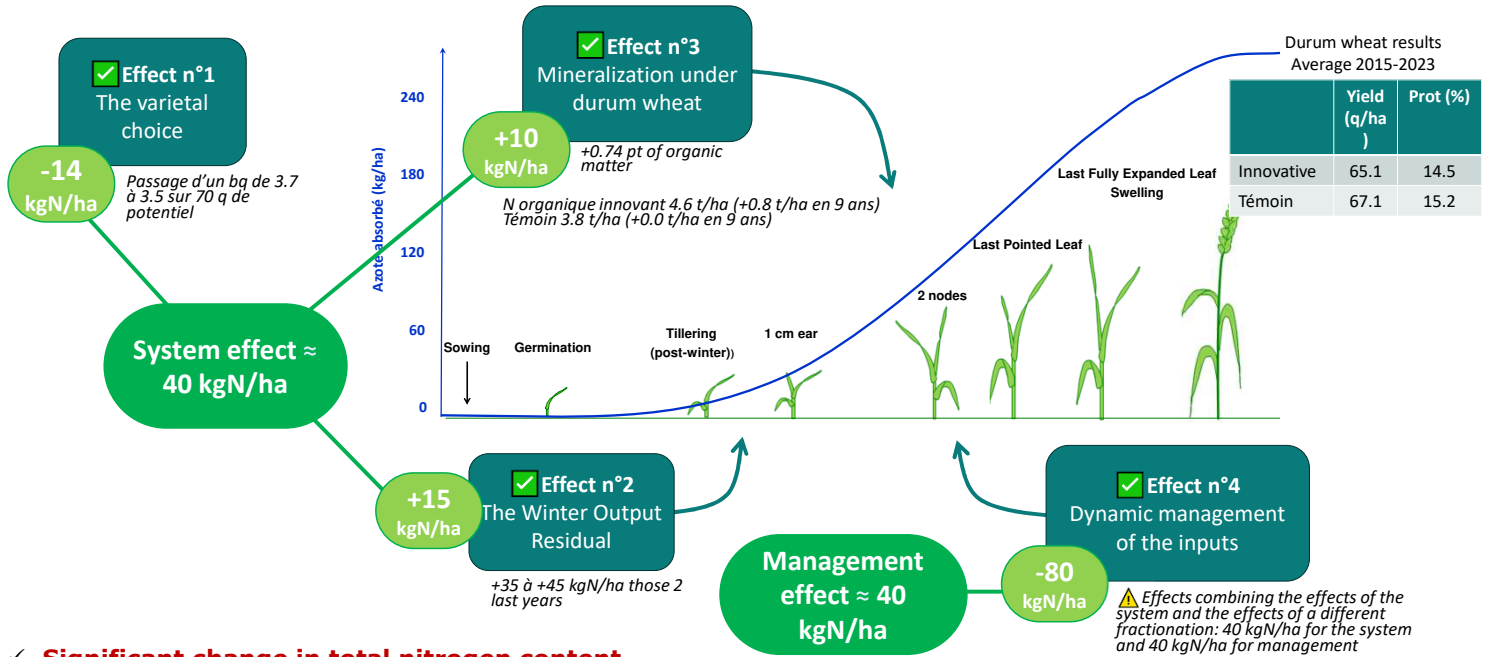 ✅ Effect n°1
The varietal
choice
-14
kgN/ha
Passage d'un bq de 3.7
à 3.5 sur 70 q de
potentiel
✅ Effect n°3
Mineralization under
durum wheat
+10
kgN/ha
+0.74 pt of organic
matter
N organique innovant 4.6 t/ha (+0.8 t/ha en 9 ans)
Témoin 3.8 t/ha (+0.0 t/ha en 9 ans)
Durum wheat results
Average 2015-2023
Yield
(q/ha
)
Prot (%)
Innovative 65.1 14.5
Témoin 67.1 15.2
Azote absorbé (kg/ha)
240
180
120
60
0
Sowing
Germination
Tillering
(post-winter))
1 cm ear
2 nodes
Last Pointed Leaf
Last Fully Expanded Leaf
Swelling
System effect ≈
40 kgN/ha
+15
kgN/ha
✅ Effect n°2
The Winter Output
Residual
+35 à +45 kgN/ha those 2
last years
Management
effect ≈ 40
kgN/ha
✅ Effect n°4
Dynamic management
of the inputs
-80
kgN/ha
⚠ Effects combining the effects of the
system and the effects of a different
fractionation: 40 kgN/ha for the system
and 40 kgN/ha for management
✓ Significant change in total nitrogen content